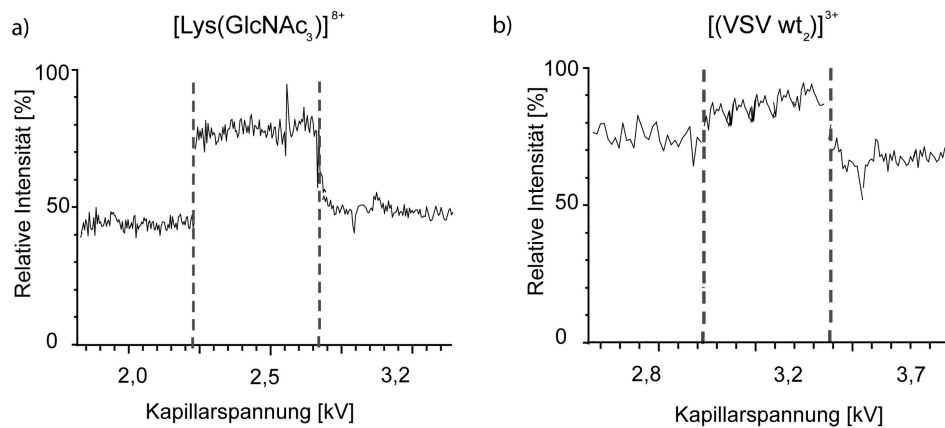 a)
[Lys(GlcNAc₃)]⁸⁺
Relative Intensität [%]
100
50
0
2,0 2,5 3,2
Kapillarspannung [kV]
b)
[(VSV wt₂)]³⁺
Relative Intensität [%]
100
50
0
2,8 3,2 3,7
Kapillarspannung [kV]